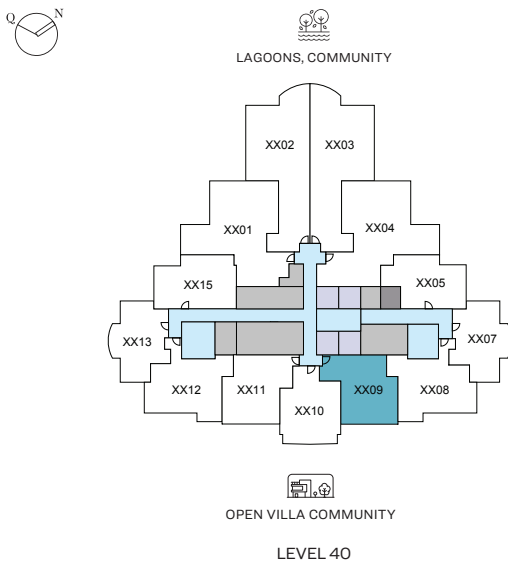 Q N
LAGOONS, COMMUNITY
XX02 XX03
XX01 XX04
XX15 XX05
XX13 XX07
XX12 XX11 XX09 XX08
XX10
OPEN VILLA COMMUNITY
LEVEL 40